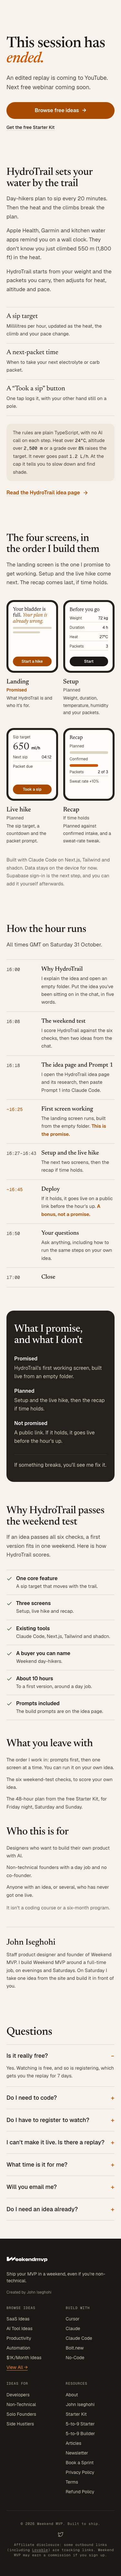 This session has
ended.
An edited replay is coming to YouTube.
Next free webinar coming soon.
Browse free ideas →
Get the free Starter Kit
HydroTrail sets your
water by the trail
Day-hikers plan to sip every 20 minutes.
Then the heat and the climbs break the
plan.
Apple Health, Garmin and kitchen water
apps remind you on a wall clock. They
don't know you just climbed 550 m (1,800
ft) in the heat.
HydroTrail starts from your weight and the
packets you carry, then adjusts for heat,
altitude and pace.
A sip target
Millilitres per hour, updated as the heat, the
climb and your pace change.
A next-packet time
When to take your next electrolyte or carb
packet.
A "Took a sip" button
One tap logs it, with your other hand still on a
pole.
The rules are plain TypeScript, with no AI
call on each step. Heat over 24°C, altitude
over 2,500 m or a grade over 8% raises the
target. It never goes past 1.2 L/h. At the
cap it tells you to slow down and find
shade.
Read the HydroTrail idea page →
The four screens, in
the order I build them
The landing screen is the one I promise to
get working. Setup and the live hike come
next. The recap comes last, if time holds.
Your bladder is
full. Your plan is
already wrong.
Start a hike
Before you go
Weight 72 kg
Duration 4 h
Heat 27°C
Packets 3
Start
Landing
Promised
What HydroTrail is and
who it's for.
Setup
Planned
Weight, duration,
temperature, humidity
and your packets.
Sip target
650 ml/h
Next sip 04:12
Packet due
Took a sip
Recap
Planned
Confirmed
Packets 2 of 3
Sweat rate +10%
Live hike
Planned
The sip target, a
countdown and the
packet prompt.
Recap
If time holds
Planned against
confirmed intake, and a
sweat-rate tweak.
Built with Claude Code on Next.js, Tailwind and
shadcn. Data stays on the device for now.
Supabase sign-in is the next step, and you can
add it yourself afterwards.
How the hour runs
All times GMT on Saturday 31 October.
16:00 Why HydroTrail
I explain the idea and open an
empty folder. Put the idea you've
been sitting on in the chat, in five
words.
16:05 The weekend test
I score HydroTrail against the six
checks, then two ideas from the
chat.
16:10 The idea page and Prompt 1
I open the HydroTrail idea page
and its research, then paste
Prompt 1 into Claude Code.
~16:25 First screen working
The landing screen runs, built
from the empty folder. This is
the promise.
16:27–16:43 Setup and the live hike
The next two screens, then the
recap if time holds.
~16:45 Deploy
If it holds, it goes live on a public
link before the hour's up. A
bonus, not a promise.
16:50 Your questions
Ask anything, including how to
run the same steps on your own
idea.
17:00 Close
What I promise,
and what I don't
Promised
HydroTrail's first working screen, built
live from an empty folder.
Planned
Setup and the live hike, then the recap
if time holds.
Not promised
A public link. If it holds, it goes live
before the hour's up.
If something breaks, you'll see me fix it.
Why HydroTrail passes
the weekend test
If an idea passes all six checks, a first
version fits in one weekend. Here is how
HydroTrail scores.
One core feature
A sip target that moves with the trail.
Three screens
Setup, live hike and recap.
Existing tools
Claude Code, Next.js, Tailwind and shadcn.
A buyer you can name
Weekend day-hikers.
About 10 hours
To a first version, around a day job.
Prompts included
The build prompts are on the idea page.
What you leave with
The order I work in: prompts first, then one
screen at a time. You can run it on your own idea.
The six weekend-test checks, to score your own
idea.
The 48-hour plan from the free Starter Kit, for
Friday night, Saturday and Sunday.
Who this is for
Designers who want to build their own product
with AI.
Non-technical founders with a day job and no
co-founder.
Anyone with an idea, or several, who has never
got one live.
It isn't a coding course or a six-month program.
John Iseghohi
Staff product designer and founder of Weekend
MVP. I build Weekend MVP around a full-time
job, on evenings and Saturdays. On Saturday I
take one idea from the site and build it in front of
you.
Questions
Is it really free? −
Yes. Watching is free, and so is registering, which
gets you the replay for 7 days.
Do I need to code? +
Do I have to register to watch? +
I can't make it live. Is there a replay? +
What time is it for me? +
Will you email me? +
Do I need an idea already? +
Weekendmvp
Ship your MVP in a weekend, even if you're non-
technical.
Created by John Iseghohi
BROWSE IDEAS
SaaS Ideas
AI Tool Ideas
Productivity
Automation
$1K/Month Ideas
View All →
BUILD WITH
Cursor
Claude
Claude Code
Bolt.new
No-Code
IDEAS FOR
Developers
Non-Technical
Solo Founders
Side Hustlers
RESOURCES
About
John Iseghohi
Starter Kit
5-to-9 Starter
5-to-9 Builder
Articles
Newsletter
Book a Sprint
Privacy Policy
Terms
Refund Policy
© 2026 Weekend MVP. Built to ship.
Affiliate disclosure: some outbound links